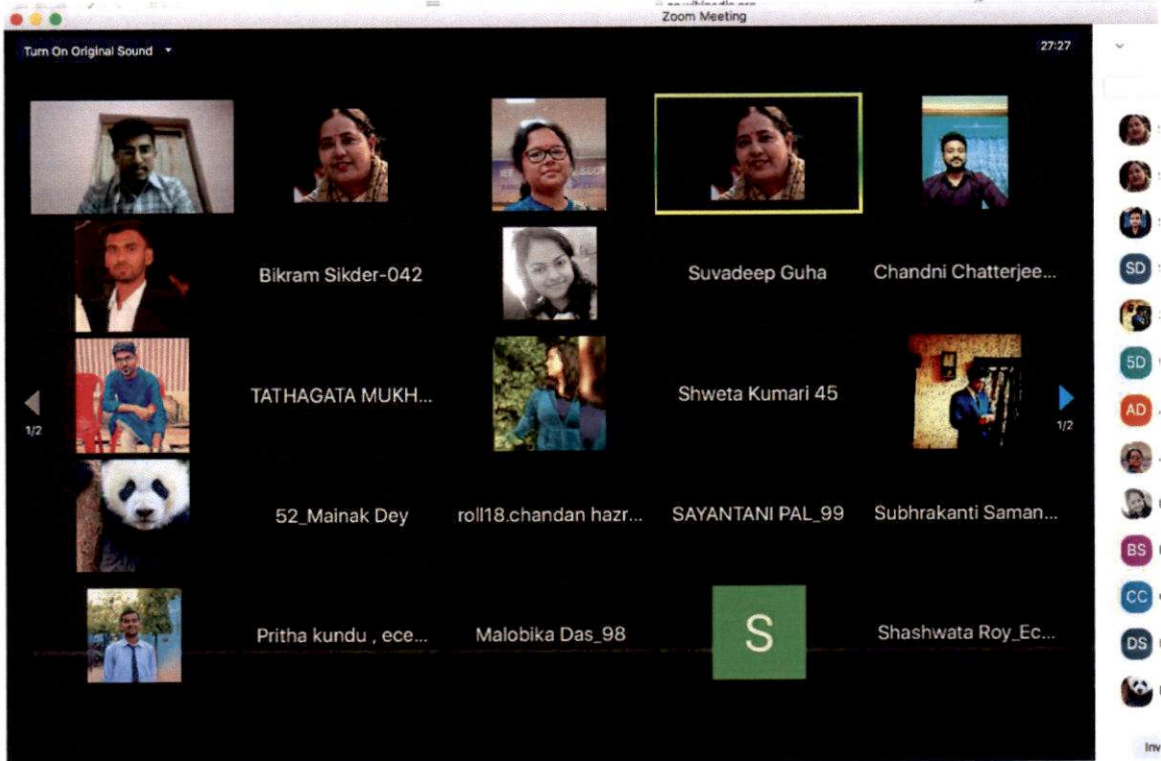 Zoom Meeting
Turn On Original Sound
27:27
Bikram Sikder-042
Suvadeep Guha
Chandni Chatterjee...
TATHAGATA MUKH...
Shweta Kumari 45
1/2
1/2
52_Mainak Dey
roll18.chandan hazr...
SAYANTANI PAL_99
Subhrakanti Saman...
Pritha kundu , ece...
Malobika Das_98
S
Shashwata Roy_Ec...
SD
5D
AD
BS
CC
DS
Inv